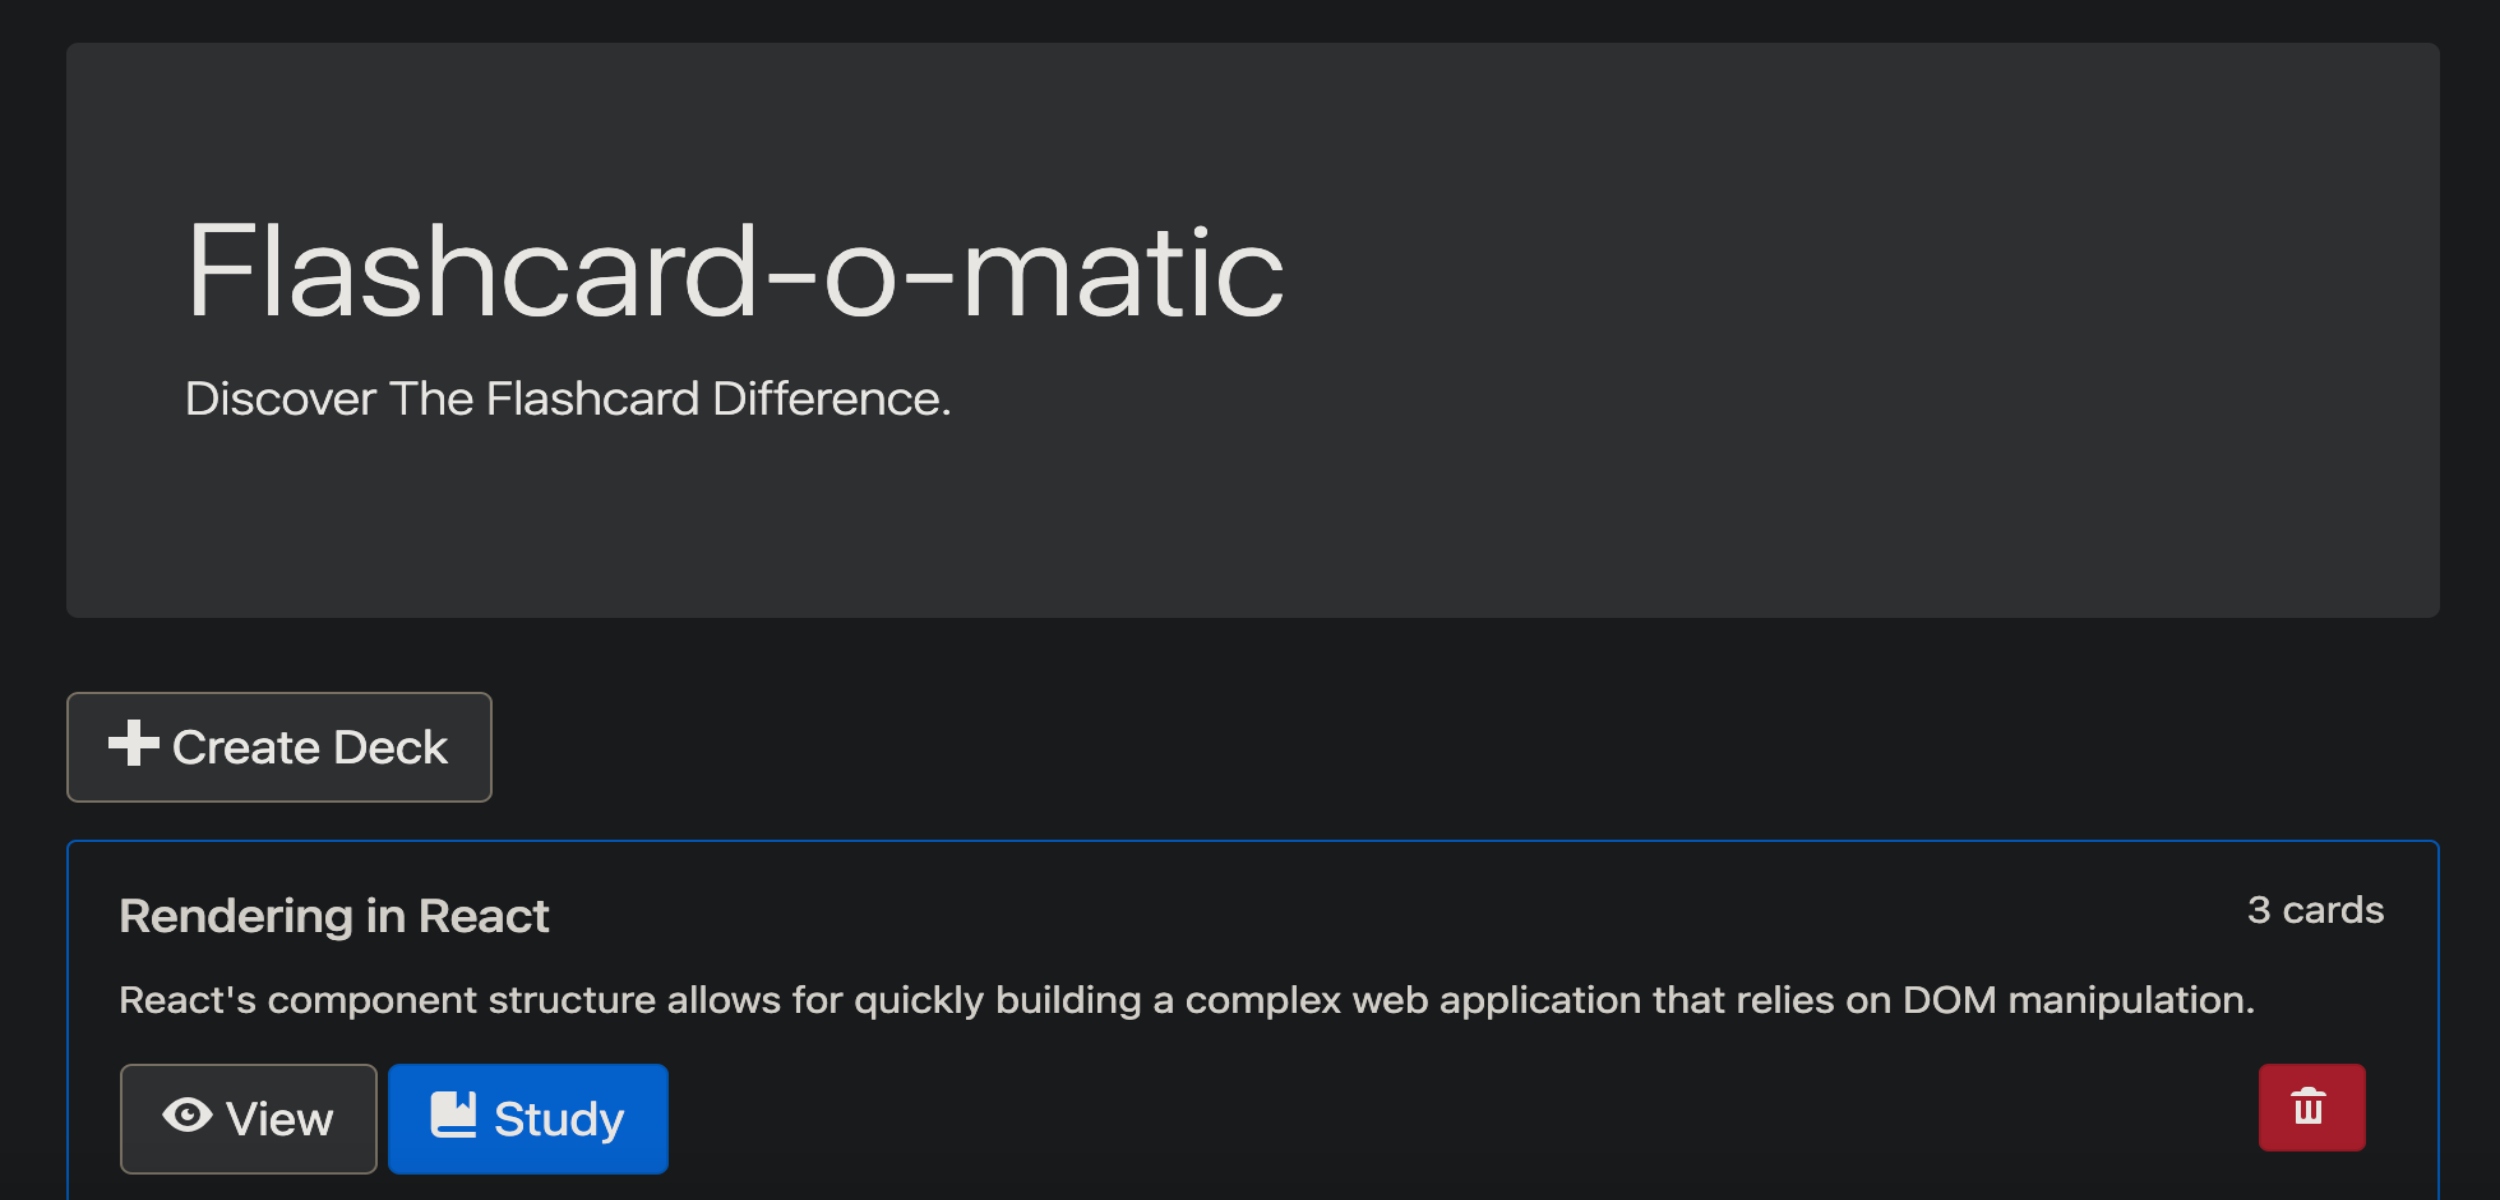 Flashcard-o-matic
Discover The Flashcard Difference.
Create Deck
Rendering in React
3 cards
React's component structure allows for quickly building a complex web application that relies on DOM manipulation.
View
Study